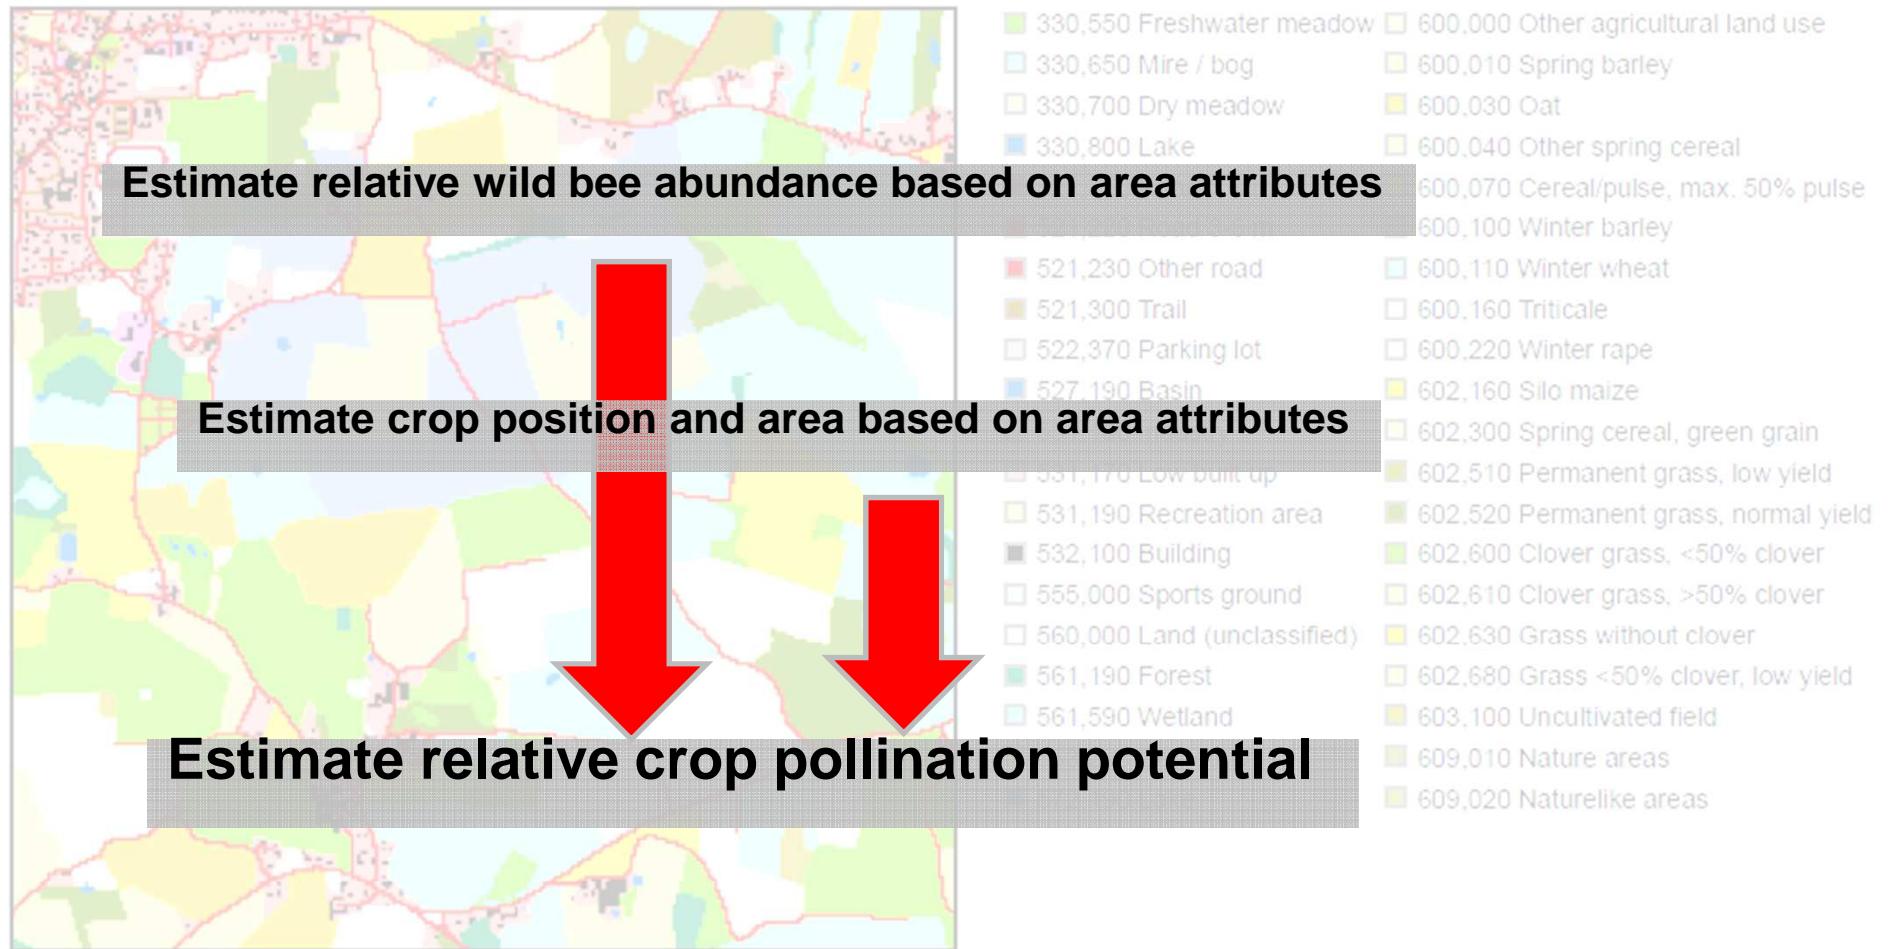 Estimate relative wild bee abundance based on area attributes
Estimate crop position and area based on area attributes
Estimate relative crop pollination potential
330,550 Freshwater meadow
330,650 Mire / bog
330,700 Dry meadow
330,800 Lake
521,230 Other road
521,300 Trail
522,370 Parking lot
527,190 Basin
531,170 Low built up
531,190 Recreation area
532,100 Building
555,000 Sports ground
560,000 Land (unclassified)
561,190 Forest
561,590 Wetland
600,000 Other agricultural land use
600,010 Spring barley
600,030 Oat
600,040 Other spring cereal
600,070 Cereal/pulse, max. 50% pulse
600,100 Winter barley
600,110 Winter wheat
600,160 Triticale
600,220 Winter rape
602,160 Silo maize
602,300 Spring cereal, green grain
602,510 Permanent grass, low yield
602,520 Permanent grass, normal yield
602,600 Clover grass, <50% clover
602,610 Clover grass, >50% clover
602,630 Grass without clover
602,680 Grass <50% clover, low yield
603,100 Uncultivated field
609,010 Nature areas
609,020 Naturelike areas